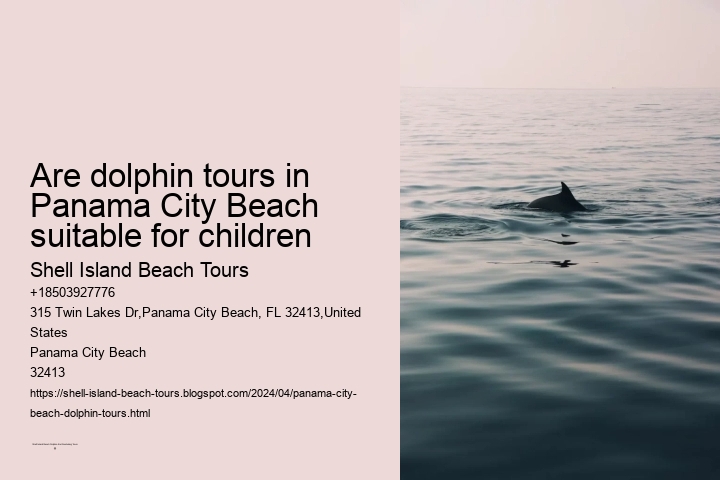 Are dolphin tours in
Panama City Beach
suitable for children
Shell Island Beach Tours
+18503927776
315 Twin Lakes Dr,Panama City Beach, FL 32413,United
States
Panama City Beach
32413
https://shell-island-beach-tours.blogspot.com/2024/04/panama-city-
beach-dolphin-tours.html